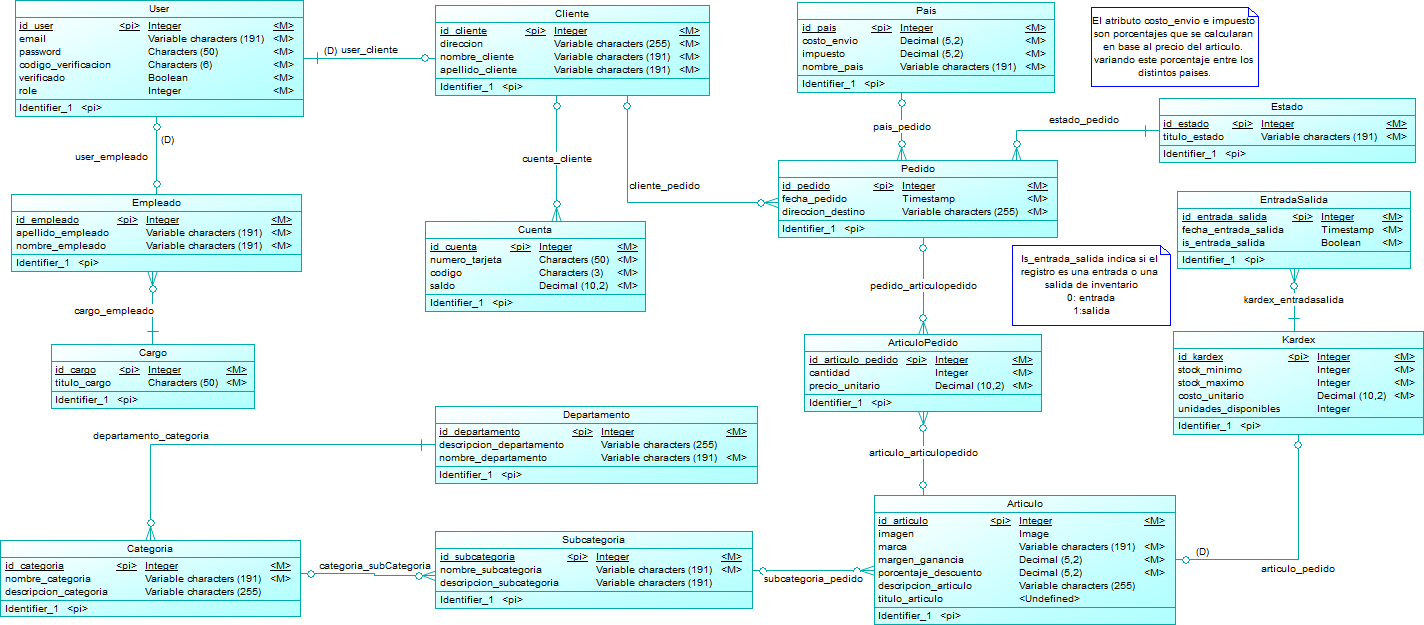 User
id_user <pi> Integer <M>
email Variable characters (191) <M>
password Characters (50) <M>
codigo_verificacion Characters (6) <M>
verificado Boolean <M>
role Integer <M>
Identifier_1 <pi>
(D) user_cliente
Cliente
id_cliente <pi> Integer <M>
direccion Variable characters (255) <M>
nombre_cliente Variable characters (191) <M>
apellido_cliente Variable characters (191) <M>
Identifier_1 <pi>
Pais
id_pais <pi> Integer <M>
costo_envio Decimal (5,2) <M>
impuesto Decimal (5,2) <M>
nombre_pais Variable characters (191) <M>
Identifier_1 <pi>
El atributo costo_envio e impuesto
son porcentajes que se calcularan
en base al precio del articulo.
variando este porcentaje entre los
distintos paises.
Estado
id_estado <pi> Integer <M>
titulo_estado Variable characters (191) <M>
Identifier_1 <pi>
estado_pedido
pais_pedido
(D)
user_empleado
cuenta_cliente
cliente_pedido
Pedido
id_pedido <pi> Integer <M>
fecha_pedido Timestamp <M>
direccion_destino Variable characters (255) <M>
Identifier_1 <pi>
Empleado
id_empleado <pi> Integer <M>
apellido_empleado Variable characters (191) <M>
nombre_empleado Variable characters (191) <M>
Identifier_1 <pi>
Cuenta
id_cuenta <pi> Integer <M>
numero_tarjeta Characters (50) <M>
codigo Characters (3) <M>
saldo Decimal (10,2) <M>
Identifier_1 <pi>
EntradaSalida
id_entrada_salida <pi> Integer <M>
fecha_entrada_salida Timestamp <M>
is_entrada_salida Boolean <M>
Identifier_1 <pi>
Is_entrada_salida indica si el
registro es una entrada o una
salida de inventario
0: entrada
1:salida
pedido_articulopedido
kardex_entradasalida
cargo_empleado
Cargo
id_cargo <pi> Integer <M>
titulo_cargo Characters (50) <M>
Identifier_1 <pi>
ArticuloPedido
id_articulo_pedido <pi> Integer <M>
cantidad Integer <M>
precio_unitario Decimal (10,2) <M>
Identifier_1 <pi>
Kardex
id_kardex <pi> Integer <M>
stock_minimo Integer <M>
stock_maximo Integer <M>
costo_unitario Decimal (10,2) <M>
unidades_disponibles Integer
Identifier_1 <pi>
Departamento
id_departamento <pi> Integer <M>
descripcion_departamento Variable characters (255)
nombre_departamento Variable characters (191) <M>
Identifier_1 <pi>
departamento_categoria
articulo_articulopedido
Articulo
id_articulo <pi> Integer <M>
imagen Image
marca Variable characters (191) <M>
margen_ganancia Decimal (5,2) <M>
porcentaje_descuento Decimal (5,2) <M>
descripcion_articulo Variable characters (255)
titulo_articulo <Undefined>
Identifier_1 <pi>
(D)
articulo_pedido
Categoria
id_categoria <pi> Integer <M>
nombre_categoria Variable characters (191) <M>
descripcion_categoria Variable characters (255)
Identifier_1 <pi>
categoria_subCategoria
Subcategoria
id_subcategoria <pi> Integer <M>
nombre_subcategoria Variable characters (191) <M>
descripcion_subcategoria Variable characters (191)
Identifier_1 <pi>
subcategoria_pedido